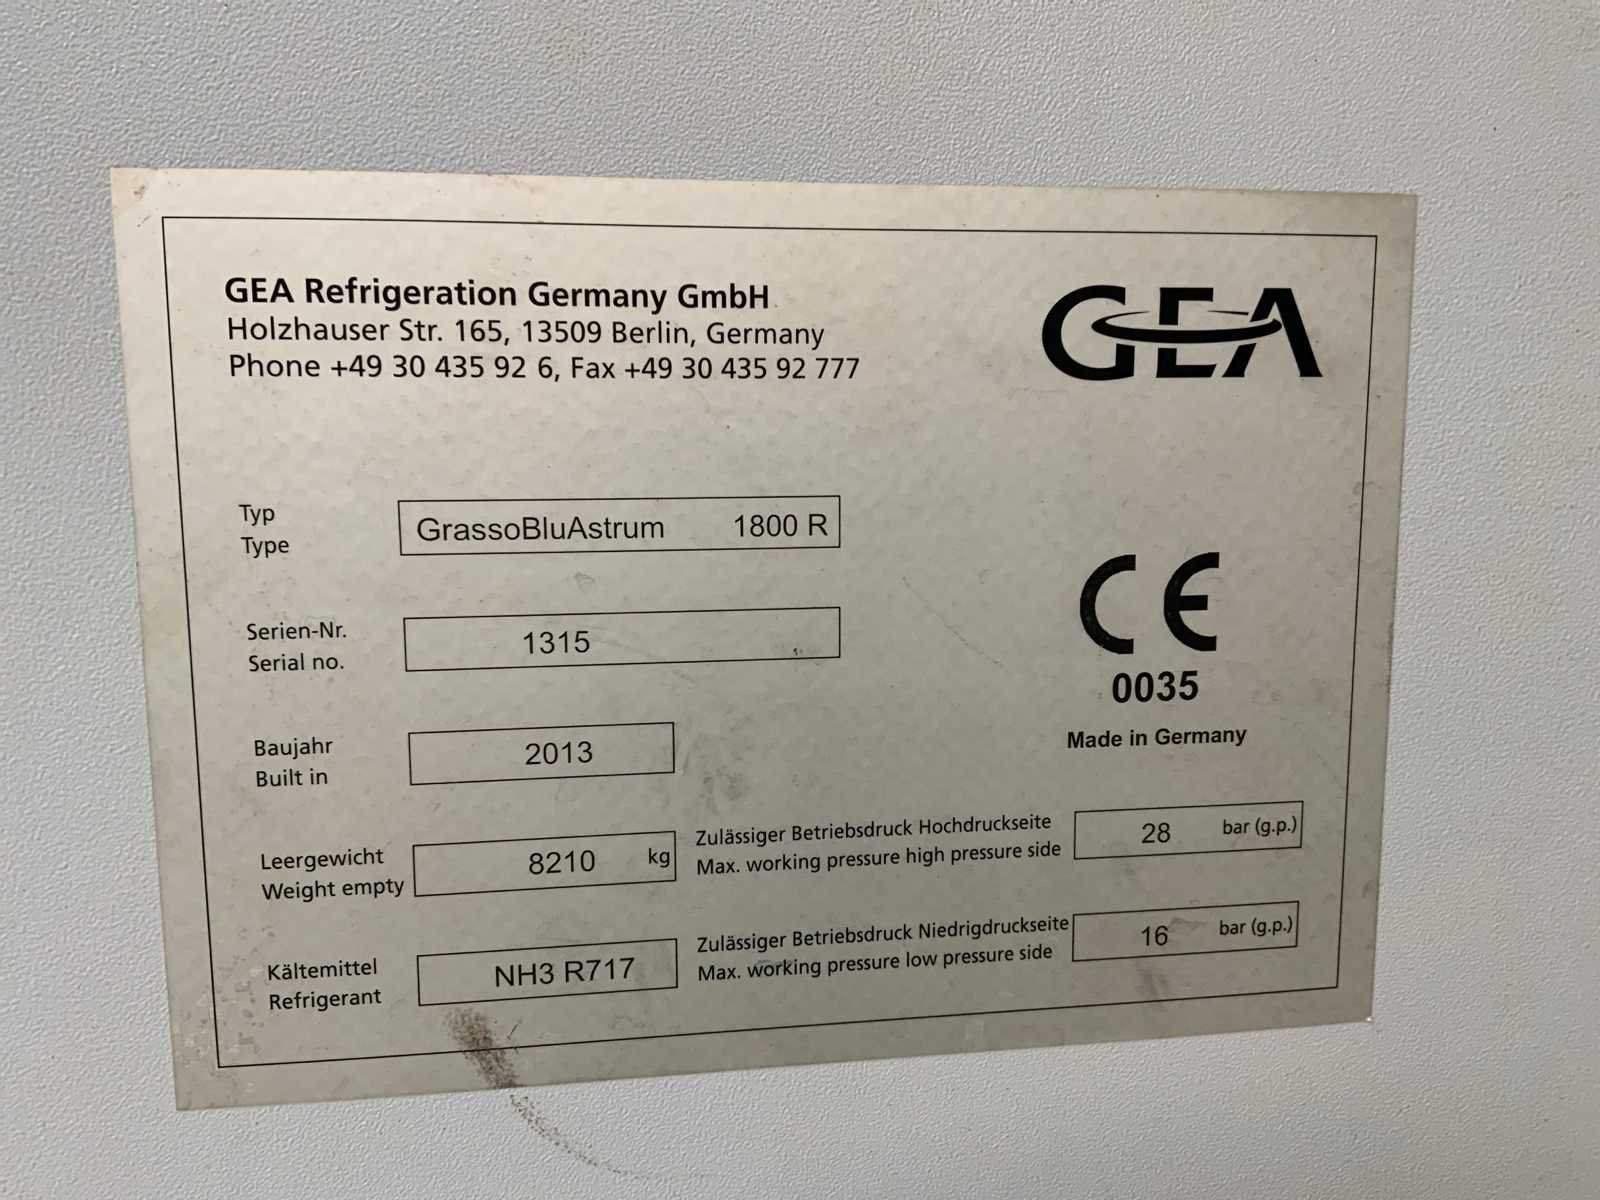 GEA Refrigeration Germany GmbH
Holzhauser Str. 165, 13509 Berlin, Germany
Phone +49 30 435 92 6, Fax +49 30 435 92 777
GEA
Typ
Type
GrassoBluAstrum 1800 R
Serien-Nr.
Serial no.
1315
CE
0035
Made in Germany
Baujahr
Built in
2013
Leergewicht
Weight empty
8210 kg
Zulässiger Betriebsdruck Hochdruckseite
Max. working pressure high pressure side
28 bar (g.p.)
Kältemittel
Refrigerant
NH3 R717
Zulässiger Betriebsdruck Niedrigdruckseite
Max. working pressure low pressure side
16 bar (g.p.)